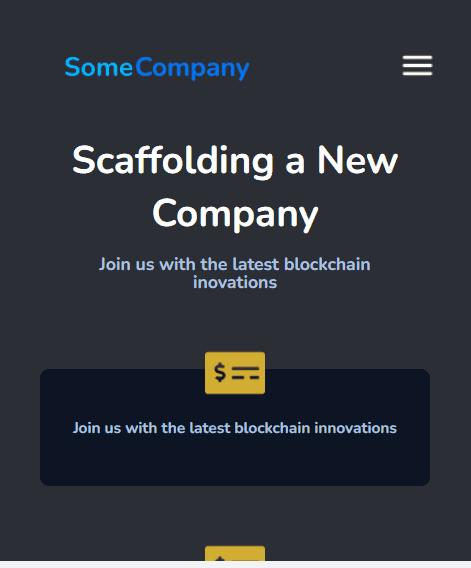 SomeCompany
Scaffolding a New
Company
Join us with the latest blockchain
inovations
$
Join us with the latest blockchain innovations